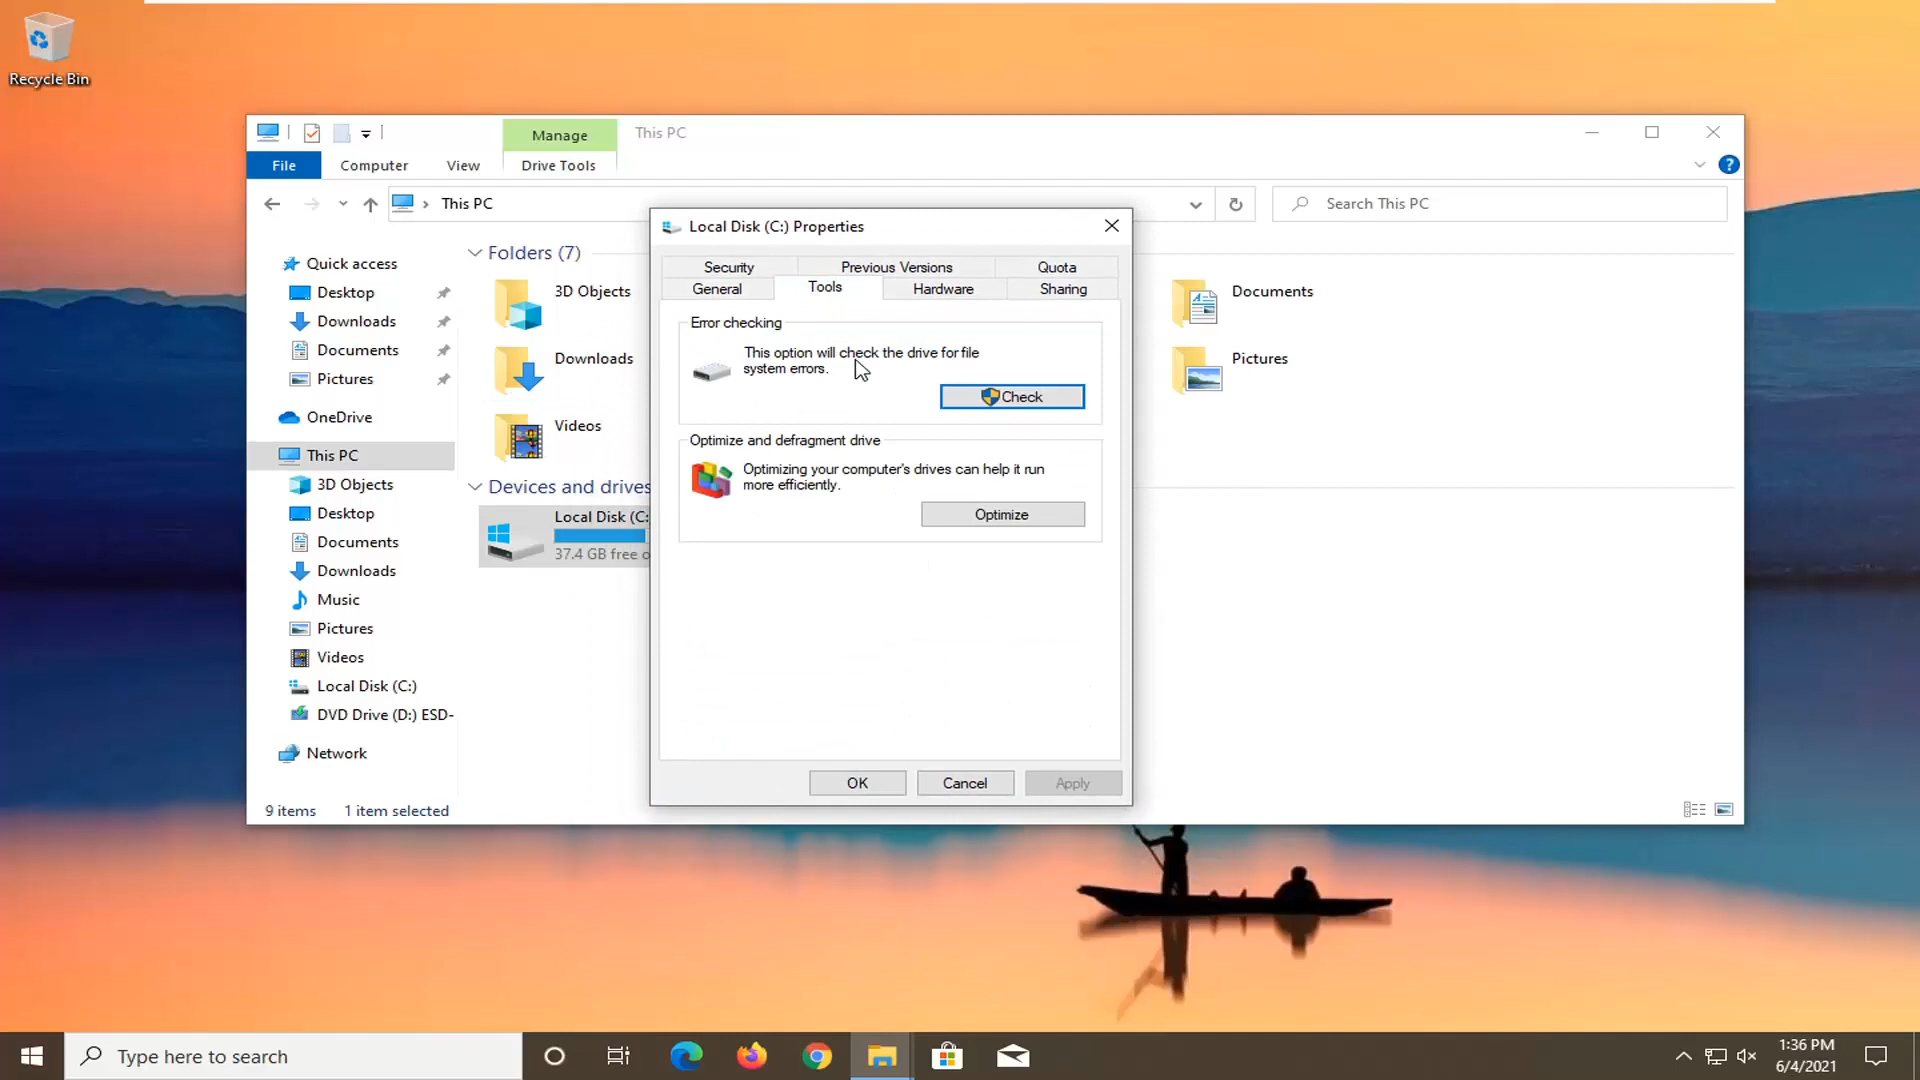 Recycle Bin
Manage
This PC
File
Computer
View
Drive Tools
This PC
Search This PC
Quick access
Desktop
Downloads
Documents
Pictures
OneDrive
This PC
3D Objects
Desktop
Documents
Downloads
Music
Pictures
Videos
Local Disk (C:)
DVD Drive (D:) ESD-
Network
9 items
1 item selected
Folders (7)
3D Objects
Downloads
Videos
Documents
Pictures
Devices and drives
Local Disk (C:
37.4 GB free o
Local Disk (C:) Properties
Security
Previous Versions
Quota
General
Tools
Hardware
Sharing
Error checking
This option will check the drive for file
system errors.
Check
Optimize and defragment drive
Optimizing your computer's drives can help it run
more efficiently.
Optimize
OK
Cancel
Apply
Type here to search
1:36 PM
6/4/2021